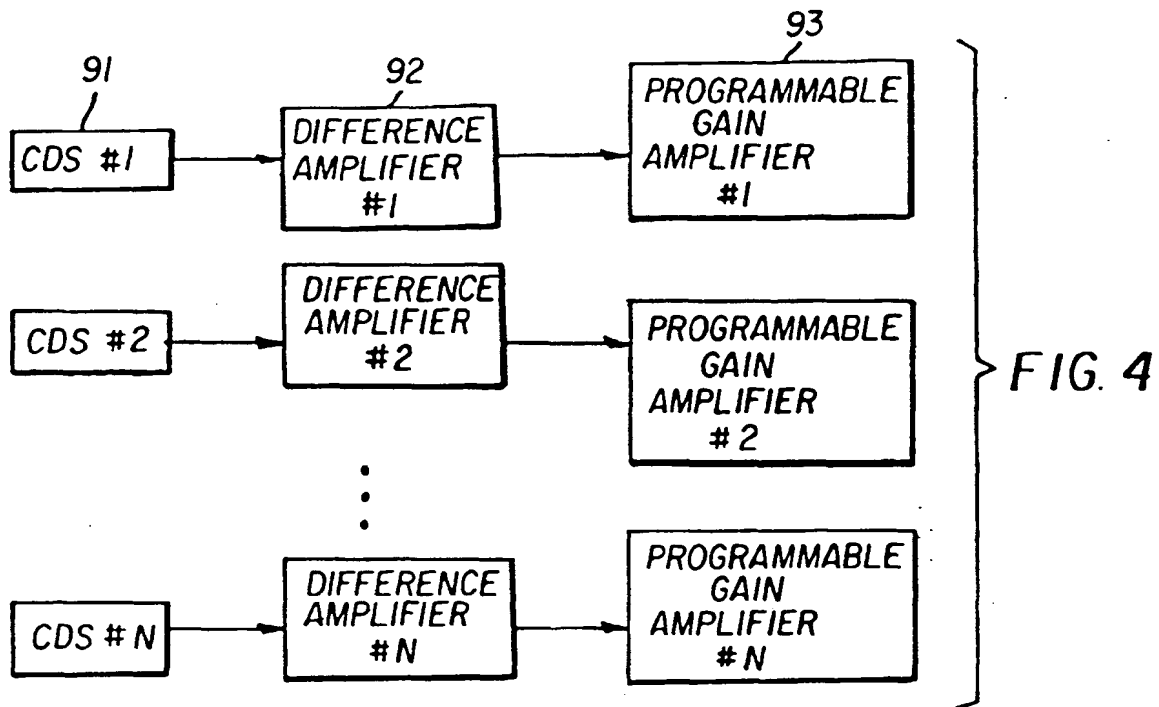 91
92
93
CDS #1
DIFFERENCE
AMPLIFIER
#1
PROGRAMMABLE
GAIN
AMPLIFIER
#1
CDS #2
DIFFERENCE
AMPLIFIER
#2
PROGRAMMABLE
GAIN
AMPLIFIER
#2
CDS #N
DIFFERENCE
AMPLIFIER
#N
PROGRAMMABLE
GAIN
AMPLIFIER
#N
FIG. 4